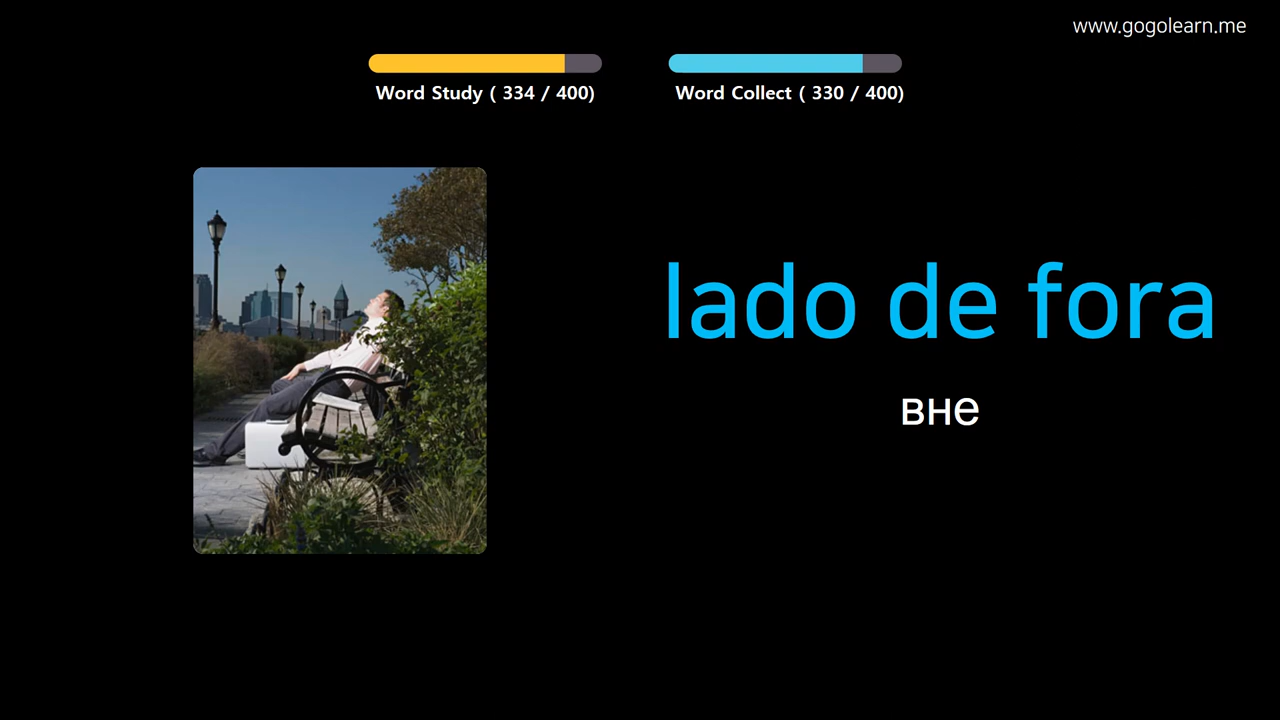 www.gogolearn.me
Word Study ( 334 / 400)
Word Collect ( 330 / 400)
lado de fora
вне